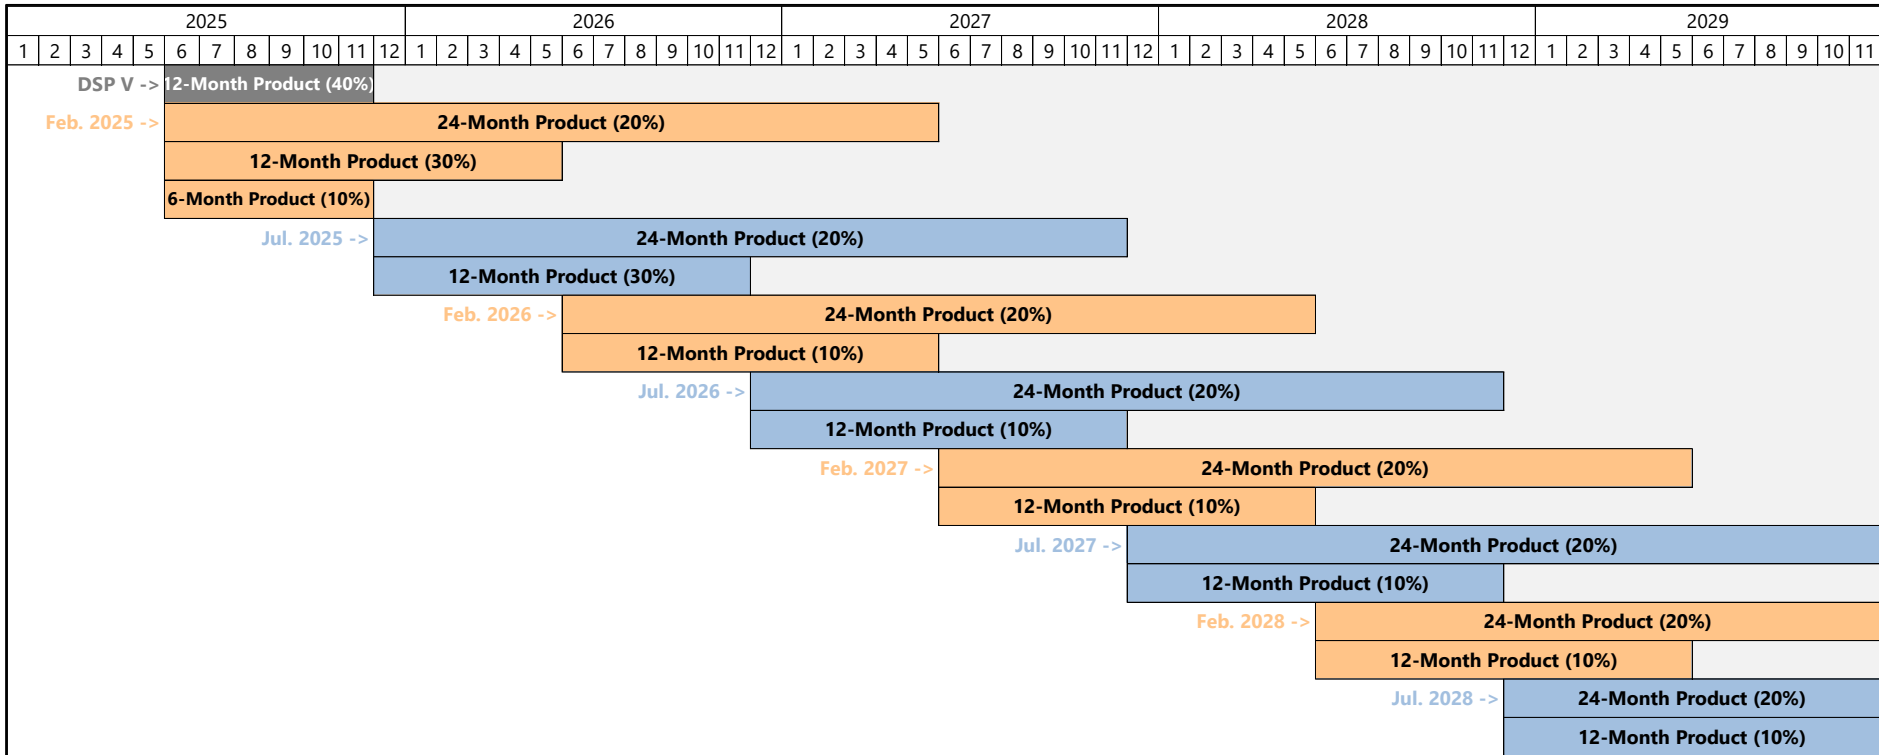 2025 2026 2027 2028 2029
1 2 3 4 5 6 7 8 9 10 11 12 1 2 3 4 5 6 7 8 9 10 11 12 1 2 3 4 5 6 7 8 9 10 11 12 1 2 3 4 5 6 7 8 9 10 11 12 1 2 3 4 5 6 7 8 9 10 11
DSP V -> 12-Month Product (40%)
Feb. 2025 -> 24-Month Product (20%)
12-Month Product (30%)
6-Month Product (10%)
Jul. 2025 -> 24-Month Product (20%)
12-Month Product (30%)
Feb. 2026 -> 24-Month Product (20%)
12-Month Product (10%)
Jul. 2026 -> 24-Month Product (20%)
12-Month Product (10%)
Feb. 2027 -> 24-Month Product (20%)
12-Month Product (10%)
Jul. 2027 -> 24-Month Product (20%)
12-Month Product (10%)
Feb. 2028 -> 24-Month Product (20%)
12-Month Product (10%)
Jul. 2028 -> 24-Month Product (20%)
12-Month Product (10%)